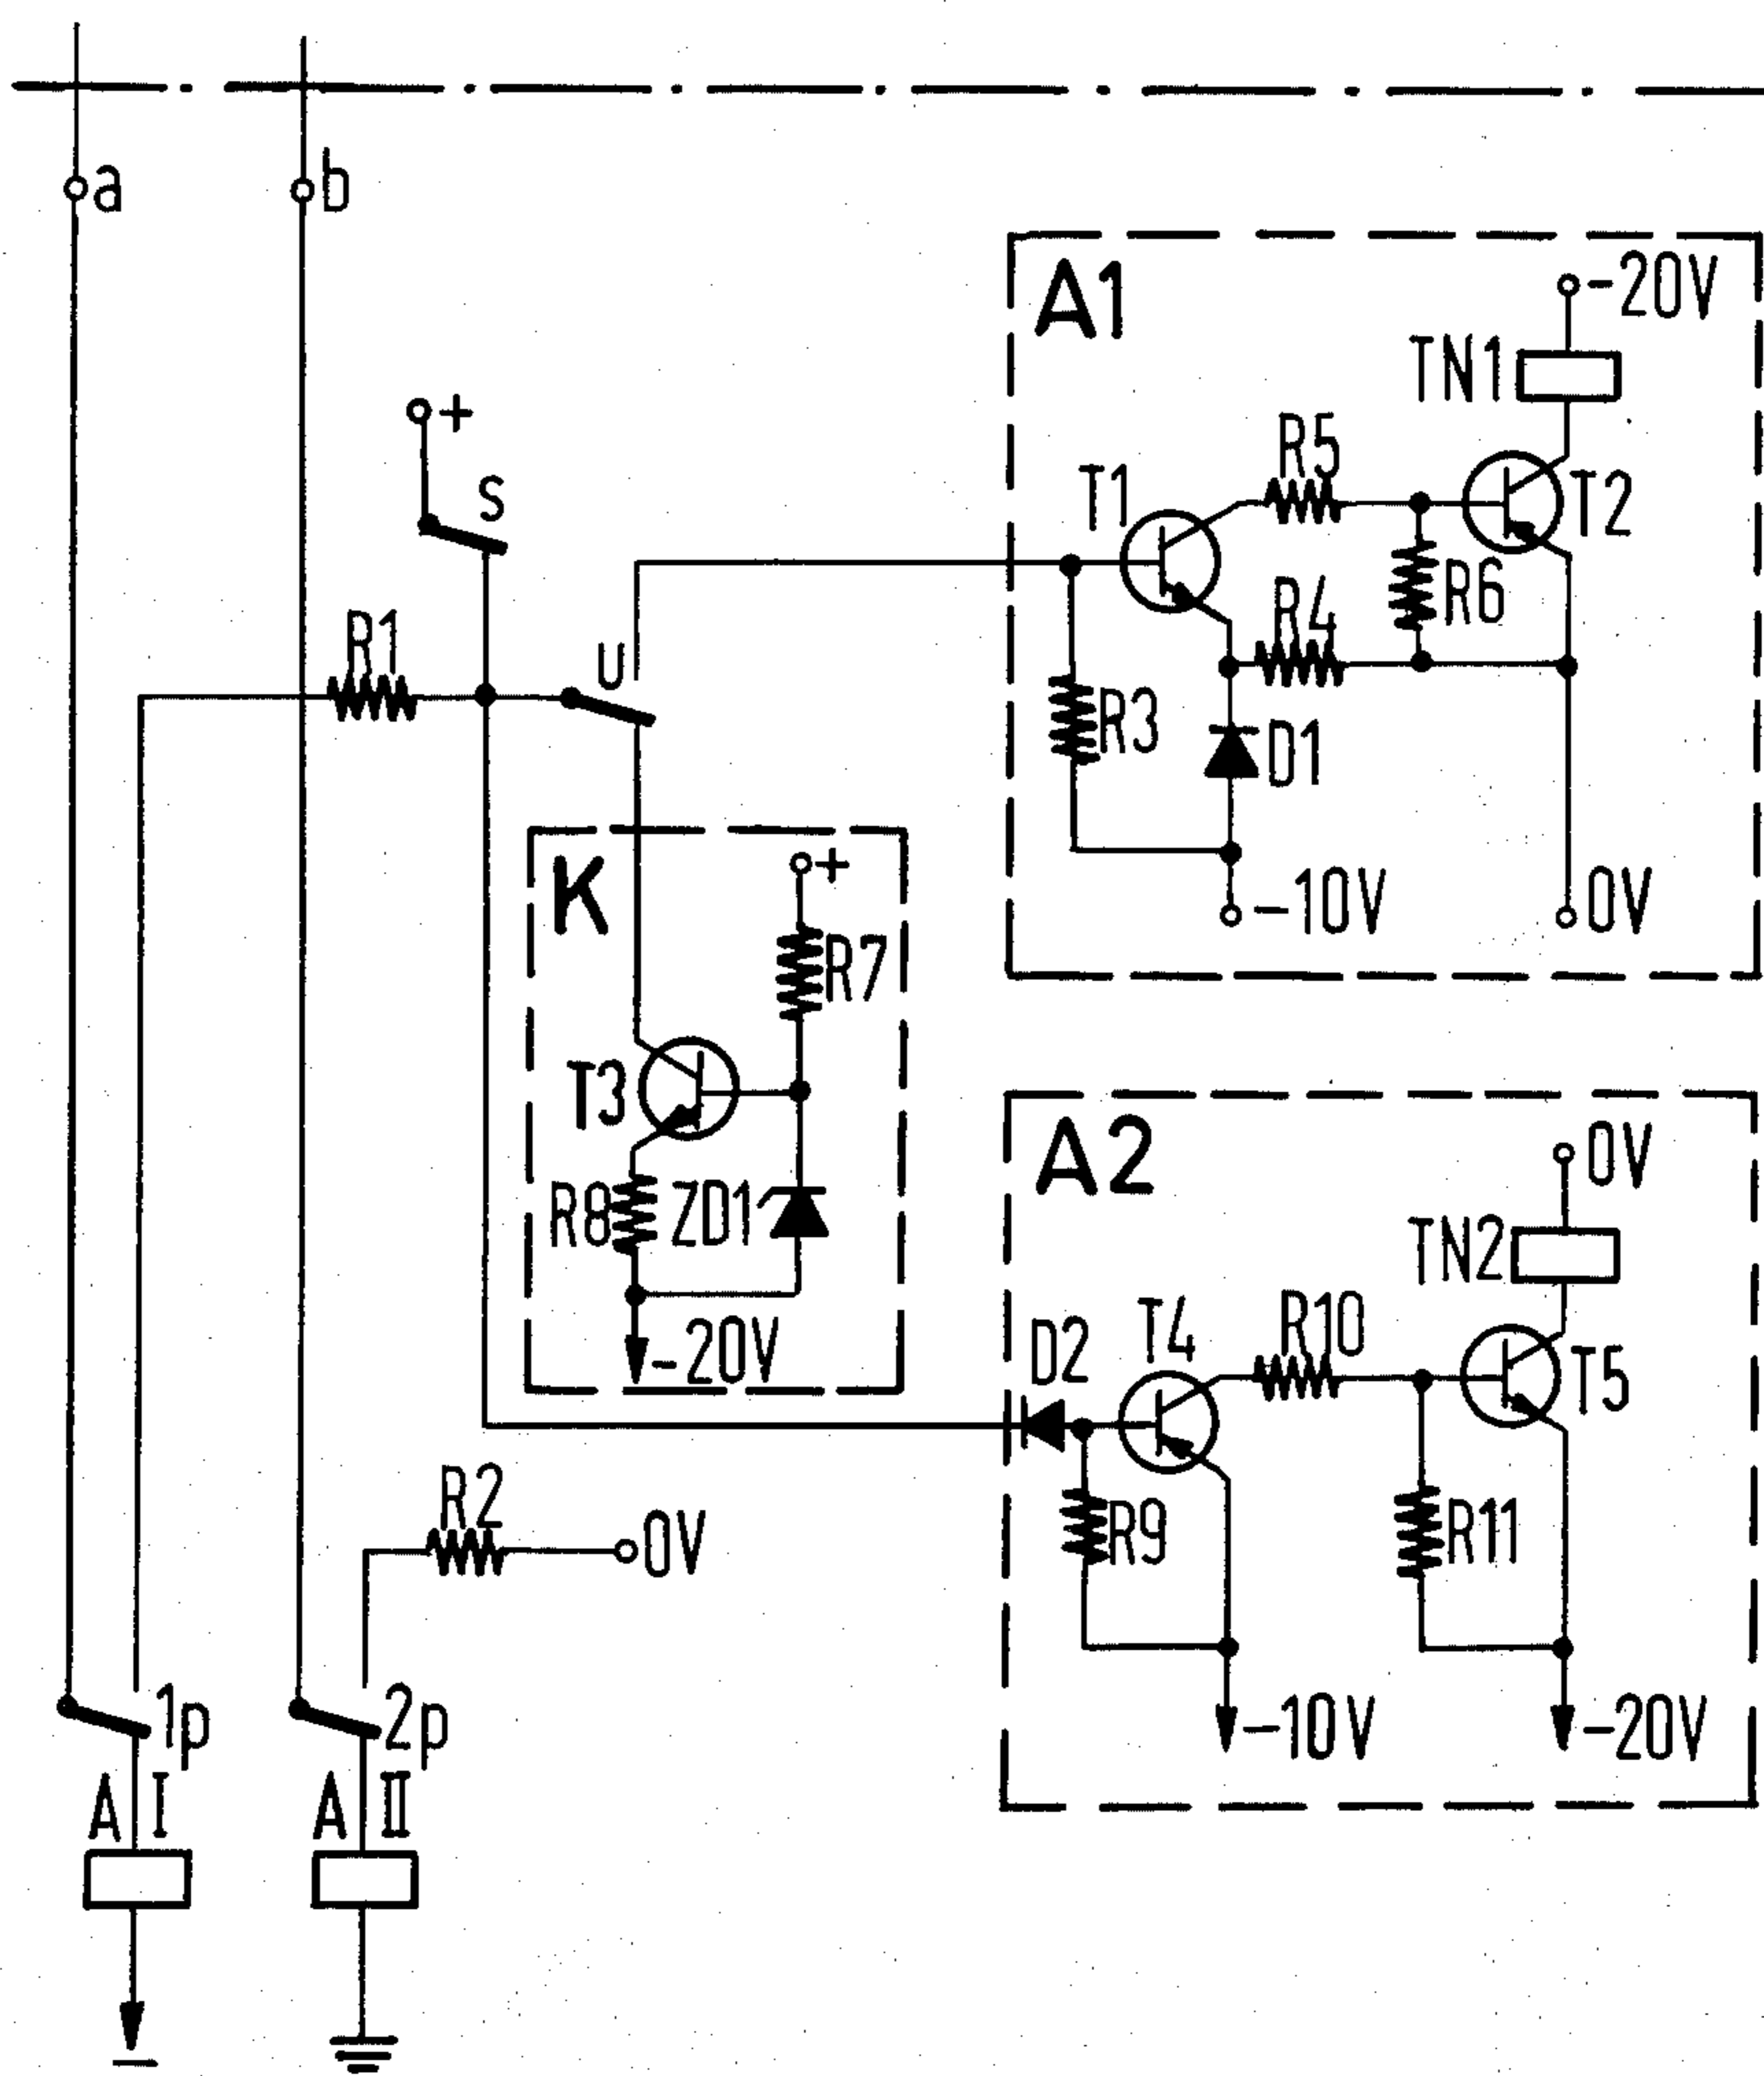 a
b
A1
-20V
TN1
+
S
R5
T1
T2
R4
R6
R1
U
R3
D1
K
+
-10V
0V
R7
T3
A2
0V
R8
ZD1
TN2
-20V
D2
T4
R10
T5
R2
0V
R9
R11
1p
2p
-10V
-20V
A I
A II
–